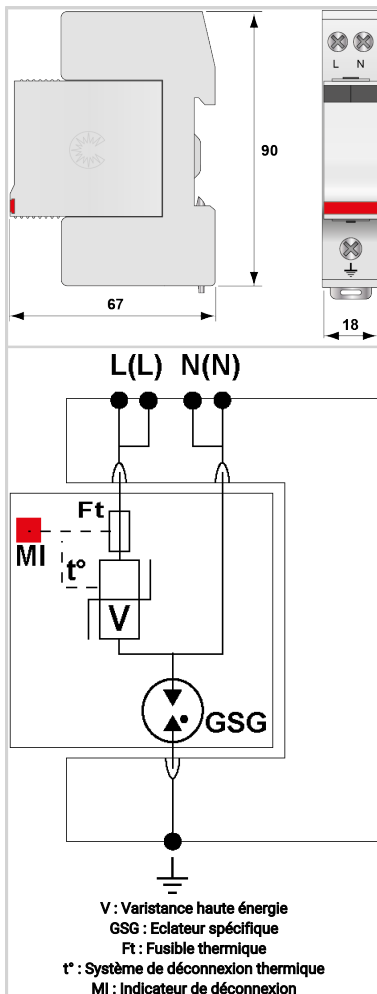 L N
90
67
18
L(L) N(N)
Ft
MI
t°
V
GSG
V : Varistance haute énergie
GSG : Eclateur spécifique
Ft : Fusible thermique
t° : Système de déconnexion thermique
MI : Indicateur de déconnexion